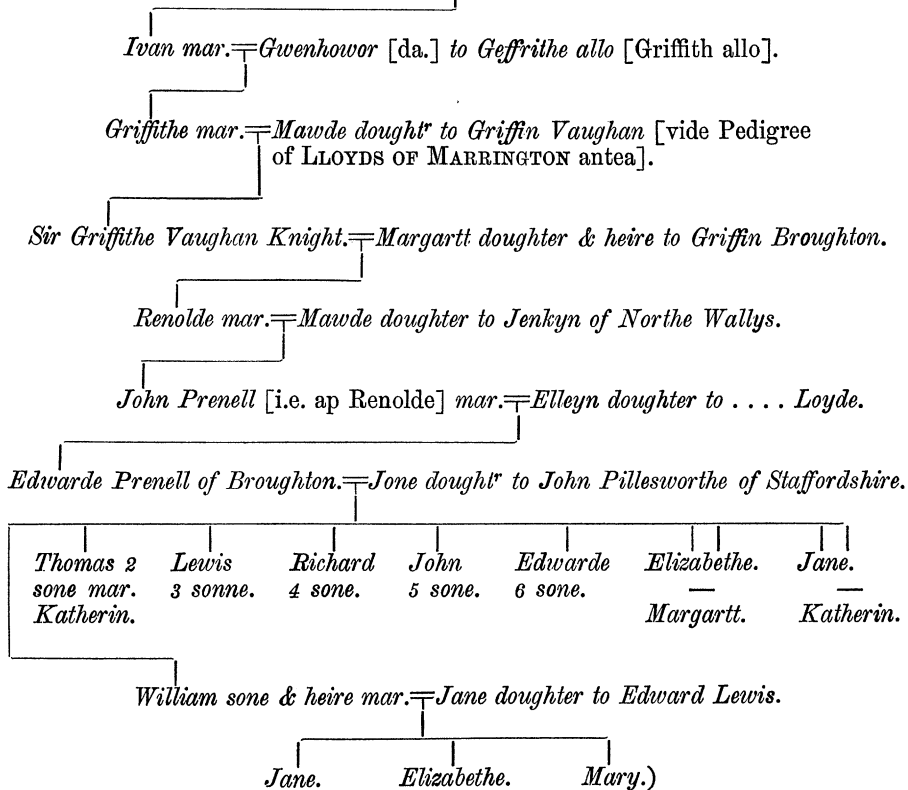 Ivan mar.=Gwenhowor [da.] to Geffrithe allo [Griffith allo].
Griffithe mar.=Mawde dought^r to Griffin Vaughan [vide Pedigree
of LLOYDS OF MARRINGTON antea].
Sir Griffithe Vaughan Knight.=Margartt doughter & heire to Griffin Broughton.
Renolde mar.=Mawde doughter to Jenkyn of Northe Wallys.
John Prenell [i.e. ap Renolde] mar.=Elleyn doughter to .... Loyde.
Edwarde Prenell of Broughton.=Jone dought^r to John Pillesworthe of Staffordshire.
Thomas 2 Lewis Richard John Edwarde Elizabethe. Jane.
sone mar. 3 sonne. 4 sone. 5 sone. 6 sone. — —
Katherin. Margartt. Katherin.
William sone & heire mar.=Jane doughter to Edward Lewis.
Jane. Elizabethe. Mary.)